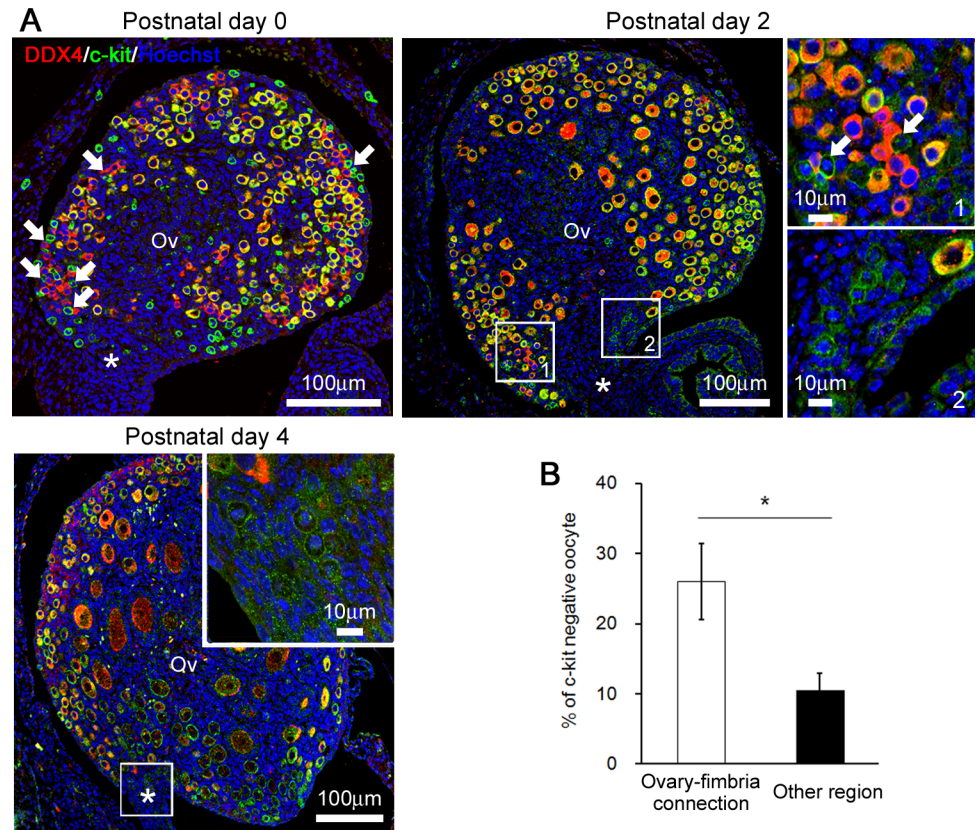 A
Postnatal day 0
Postnatal day 2
DDX4/c-kit/Hoechst
Ov
*
100μm
Ov
1
2
*
100μm
10μm
1
10μm
2
Postnatal day 4
10μm
Ov
*
100μm
B
% of c-kit negative oocyte
40
30
20
10
0
*
Ovary-fimbria
connection
Other region